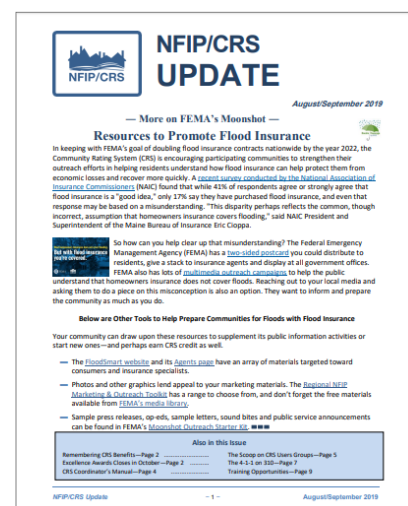 NFIP/CRS
NFIP/CRS
UPDATE
August/September 2019
— More on FEMA's Moonshot —
Resources to Promote Flood Insurance
In keeping with FEMA's goal of doubling flood insurance contracts nationwide by the year 2022, the
Community Rating System (CRS) is encouraging participating communities to strengthen their
outreach efforts in helping residents understand how flood insurance can help protect them from
economic losses and recover more quickly. A recent survey conducted by the National Association of
Insurance Commissioners (NAIC) found that while 41% of respondents agree or strongly agree that
flood insurance is a "good idea," only 17% say they have purchased flood insurance, and even that
response may be based on a misunderstanding. "This disparity perhaps reflects the common, though
incorrect, assumption that homeowners insurance covers flooding," said NAIC President and
Superintendent of the Maine Bureau of Insurance Eric Cioppa.
But with flood insurance
you're covered.
So how can you help clear up that misunderstanding? The Federal Emergency
Management Agency (FEMA) has a two-sided postcard you could distribute to
residents, give a stack to insurance agents and display at all government offices.
FEMA also has lots of multimedia outreach campaigns to help the public
understand that homeowners insurance does not cover floods. Reaching out to your local media and
asking them to do a piece on this misconception is also an option. They want to inform and prepare
the community as much as you do.
Below are Other Tools to Help Prepare Communities for Floods with Flood Insurance
Your community can draw upon these resources to supplement its public information activities or
start new ones—and perhaps earn CRS credit as well.
— The FloodSmart website and its Agents page have an array of materials targeted toward
consumers and insurance specialists.
— Photos and other graphics lend appeal to your marketing materials. The Regional NFIP
Marketing & Outreach Toolkit has a range to choose from, and don't forget the free materials
available from FEMA's media library.
— Sample press releases, op-eds, sample letters, sound bites and public service announcements
can be found in FEMA's Moonshot Outreach Starter Kit.
Also in this Issue
Remembering CRS Benefits—Page 2 ........................ The Scoop on CRS Users Groups—Page 5
Excellence Awards Closes in October—Page 2 .......... The 4-1-1 on 310—Page 7
CRS Coordinator's Manual—Page 4 ........................ Training Opportunities—Page 9
NFIP/CRS Update – 1 – August/September 2019